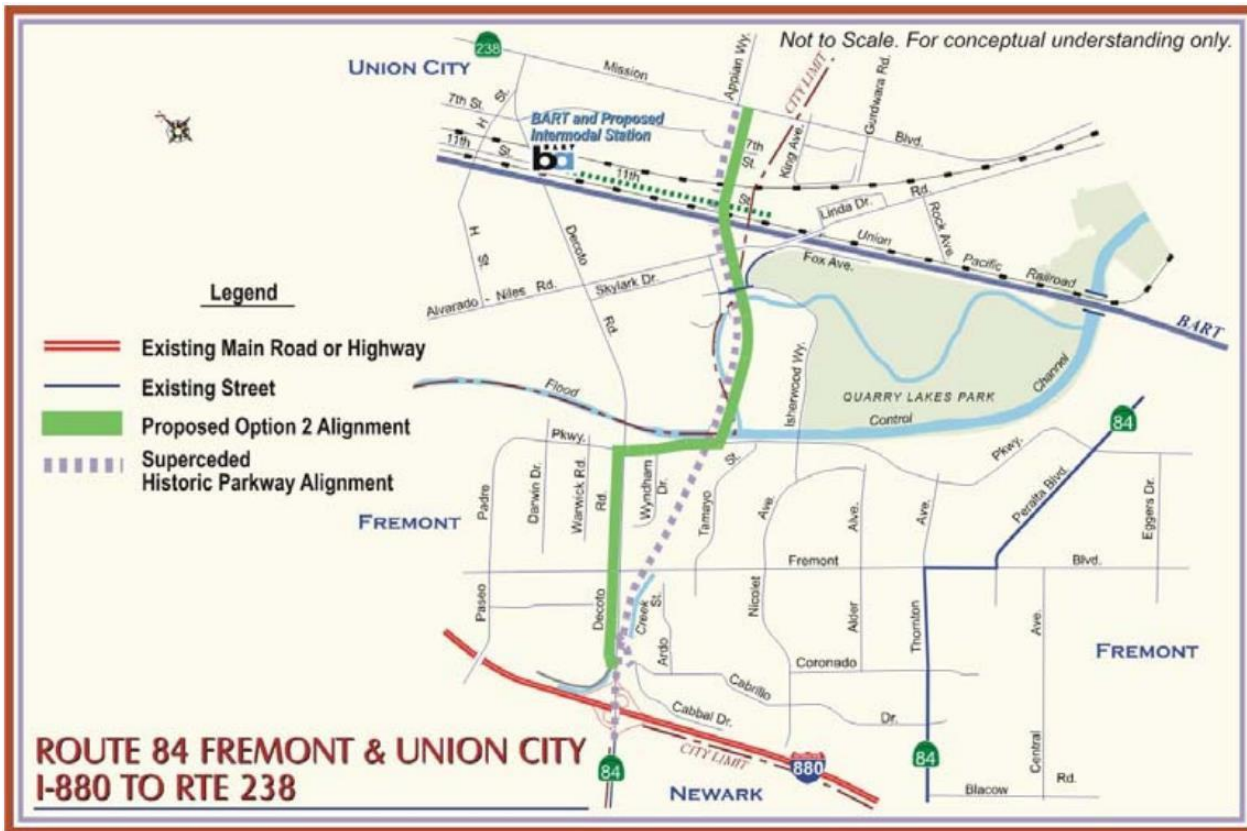 Not to Scale. For conceptual understanding only.
238
UNION CITY
Mission
Appian Wy.
CITY LIMIT
Gurdwara Rd.
7th St.
H St.
BART and Proposed
Intermodal Station
BART
ba
7th
St.
King Ave.
Blvd.
11th
St.
11th
St.
Rd.
Linda Dr.
Rock Ave.
H St.
Decoto
Union
Pacific
Railroad
Fox Ave.
Skylark Dr.
Alvarado - Niles Rd.
Rd.
BART
Legend
Existing Main Road or Highway
Existing Street
Proposed Option 2 Alignment
Superceded
Historic Parkway Alignment
Flood
Isherwood Wy.
QUARRY LAKES PARK
Channel
Control
84
Pkwy.
Pkwy.
Peralta Blvd.
Eggers Dr.
FREMONT
Padre
Darwin Dr.
Warwick Rd.
Rd.
Wyndham
Dr.
Tamayo
St.
Ave.
Alve.
Ave.
Fremont
Blvd.
Paseo
Decoto
Creek
St.
Ardo
Nicolet
Alder
Thornton
Ave.
Central
FREMONT
Coronado
Cabrillo
Dr.
Cabbal Dr.
CITY LIMIT
880
84
84
ROUTE 84 FREMONT & UNION CITY
I-880 TO RTE 238
NEWARK
Blacow
Rd.